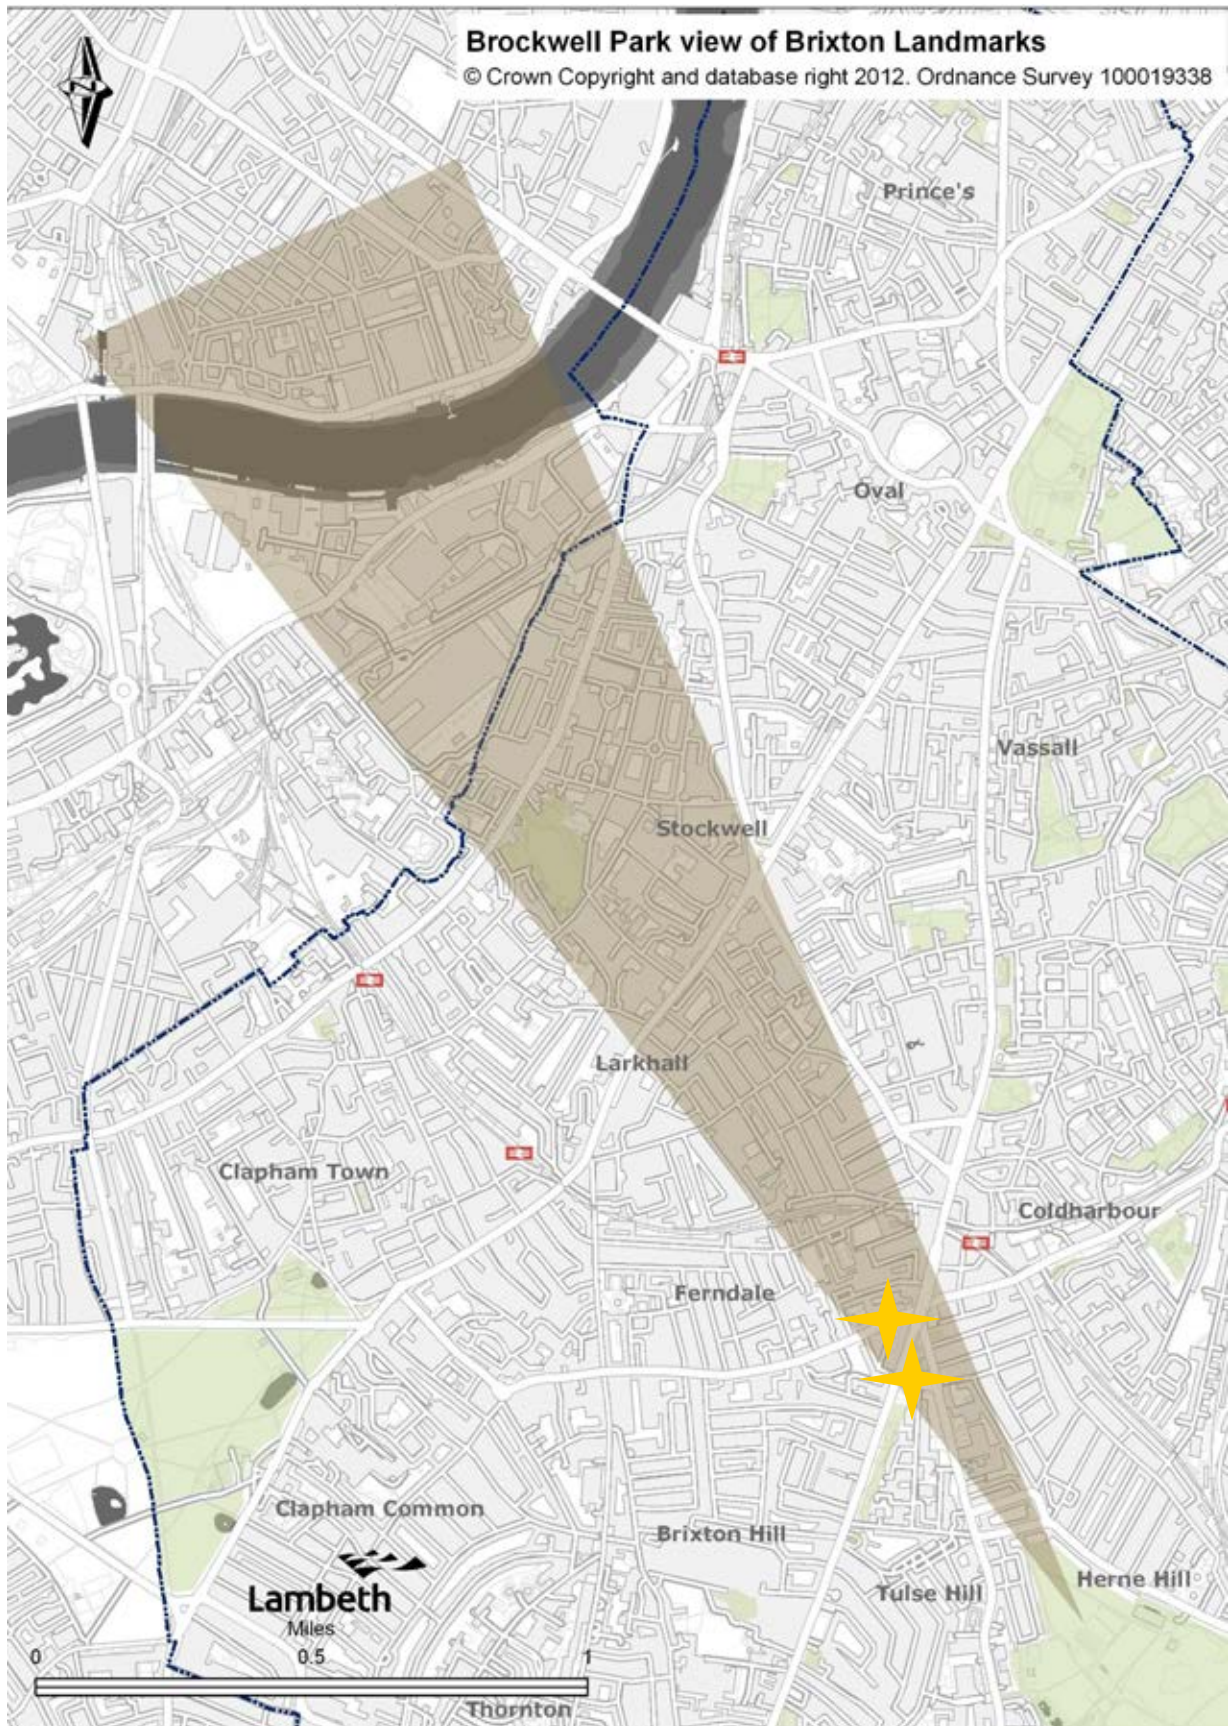 Brockwell Park view of Brixton Landmarks
© Crown Copyright and database right 2012. Ordnance Survey 100019338
N
Prince's
Oval
Vassall
Stockwell
Larkhall
Clapham Town
Coldharbour
Ferndale
Clapham Common
Brixton Hill
Tulse Hill
Herne Hill
Lambeth
Miles
0 0.5 1
Thornton